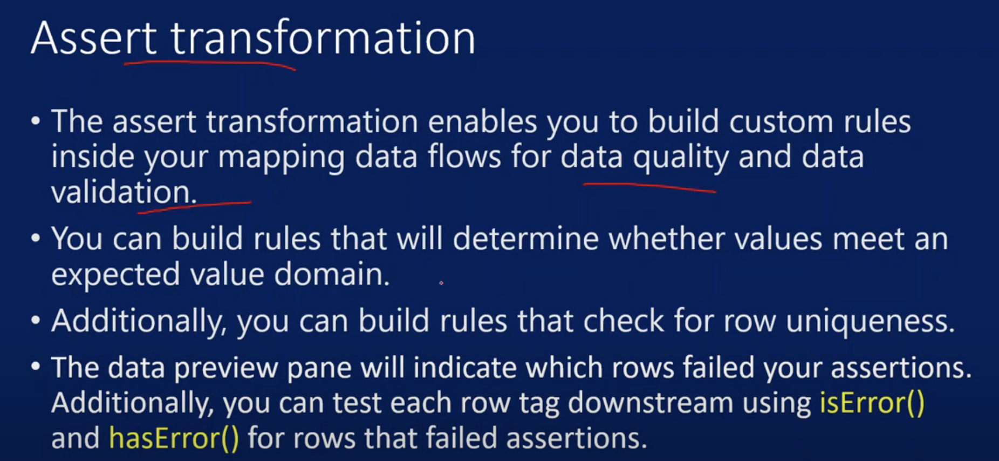 Assert transformation
• The assert transformation enables you to build custom rules
inside your mapping data flows for data quality and data
validation.
• You can build rules that will determine whether values meet an
expected value domain.
• Additionally, you can build rules that check for row uniqueness.
• The data preview pane will indicate which rows failed your assertions.
Additionally, you can test each row tag downstream using isError()
and hasError() for rows that failed assertions.